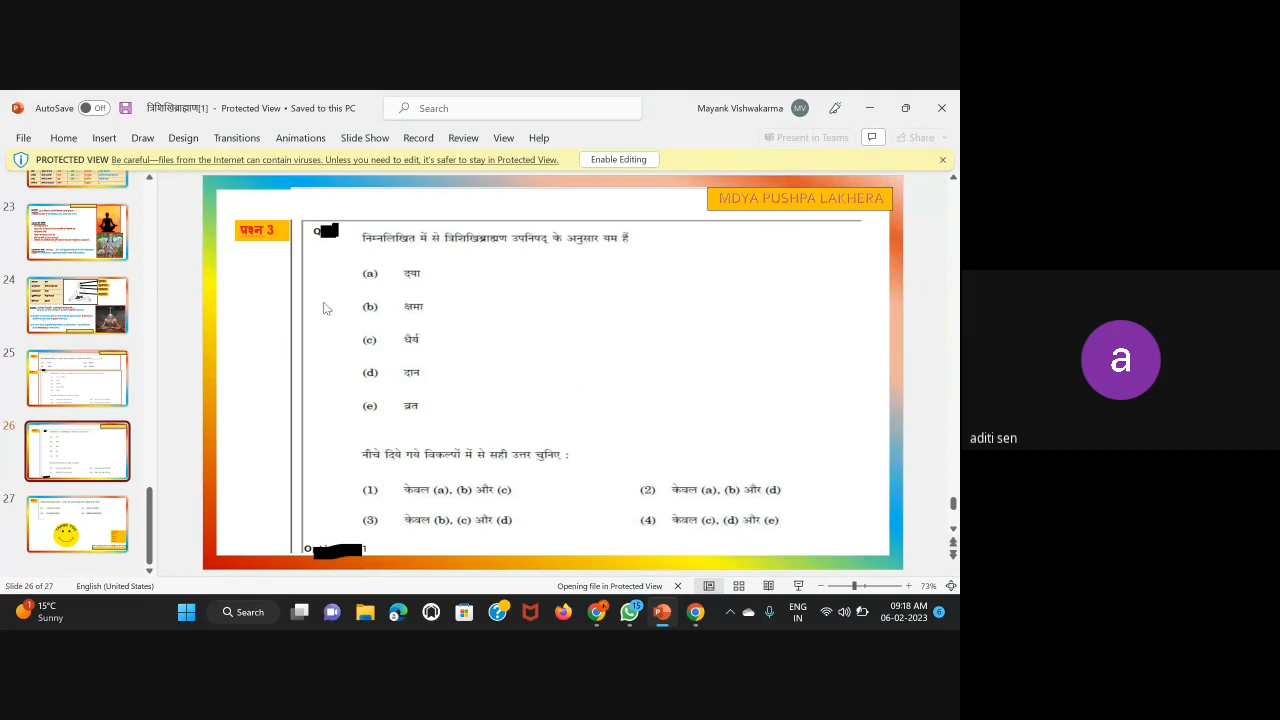 AutoSave Off त्रिशिखिब्राह्मण[1] - Protected View • Saved to this PC
Search
Mayank Vishwakarma MV
File Home Insert Draw Design Transitions Animations Slide Show Record Review View Help
Present in Teams Share
PROTECTED VIEW Be careful—files from the Internet can contain viruses. Unless you need to edit, it's safer to stay in Protected View. Enable Editing
23
24
25
26
27
MDYA PUSHPA LAKHERA
प्रश्न 3
निम्नलिखित में से त्रिशिखिब्राह्मण उपनिषद् के अनुसार यम हैं
(a) दया
(b) क्षमा
(c) धैर्य
(d) दान
(e) व्रत
नीचे दिये गये विकल्पों में से सही उत्तर चुनिए :
(1) केवल (a), (b) और (c) (2) केवल (a), (b) और (d)
(3) केवल (b), (c) और (d) (4) केवल (c), (d) और (e)
a
aditi sen
Slide 26 of 27 English (United States)
Opening file in Protected View
73%
15°C
Sunny
Search
15
ENG
IN
09:18 AM
06-02-2023
6